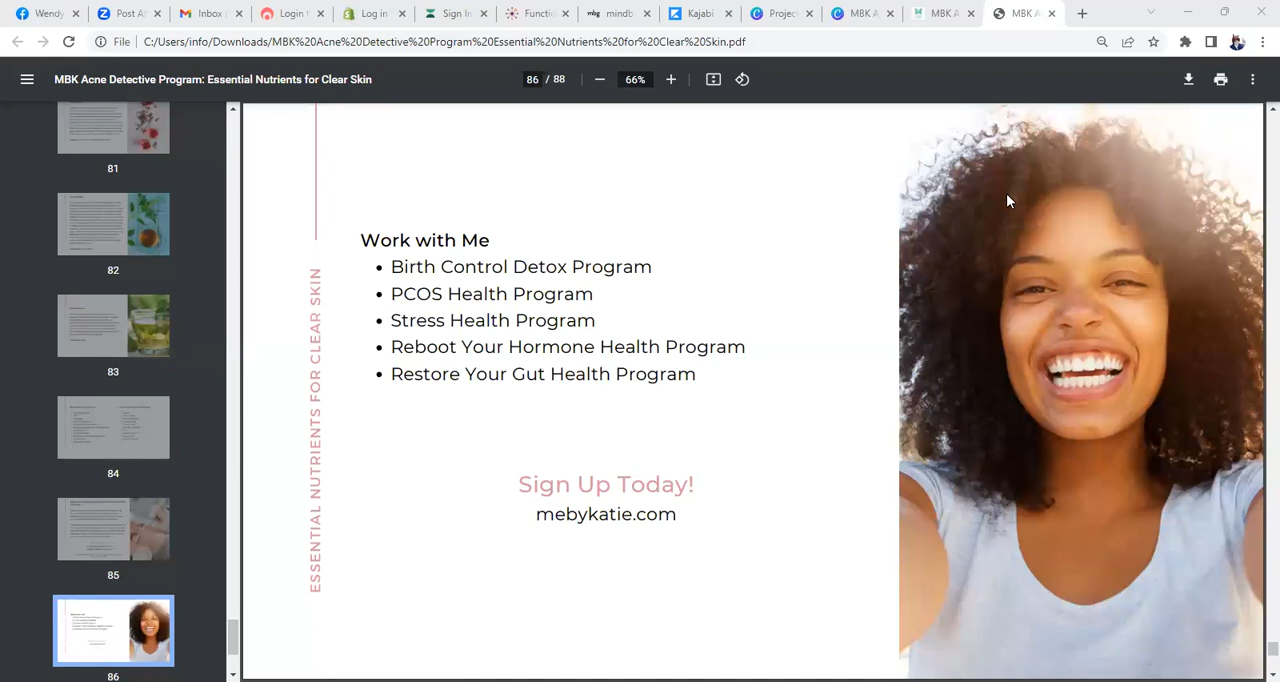 Wendy
Post A
Inbox
Login t
Log in
Sign In
Functi
mbg
mindb
Kajabi
Project
MBK A
MBK A
MBK A
File
C:/Users/info/Downloads/MBK%20Acne%20Detective%20Program%20Essential%20Nutrients%20for%20Clear%20Skin.pdf
MBK Acne Detective Program: Essential Nutrients for Clear Skin
86 / 88
66%
81
82
83
84
85
86
ESSENTIAL NUTRIENTS FOR CLEAR SKIN
Work with Me
• Birth Control Detox Program
• PCOS Health Program
• Stress Health Program
• Reboot Your Hormone Health Program
• Restore Your Gut Health Program
Sign Up Today!
mebykatie.com